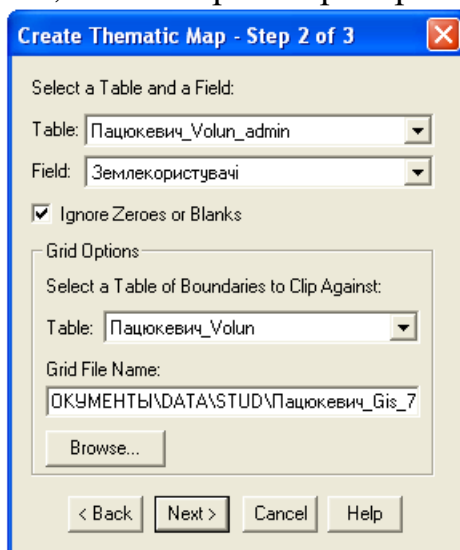 Create Thematic Map - Step 2 of 3
Select a Table and a Field:
Table: Пацюкевич_Volun_admin
Field: Землекористувачі
Ignore Zeroes or Blanks
Grid Options
Select a Table of Boundaries to Clip Against:
Table: Пацюкевич_Volun
Grid File Name:
ОКУМЕНТЫ\DATA\STUD\Пацюкевич_Gis_7
Browse...
< Back Next > Cancel Help